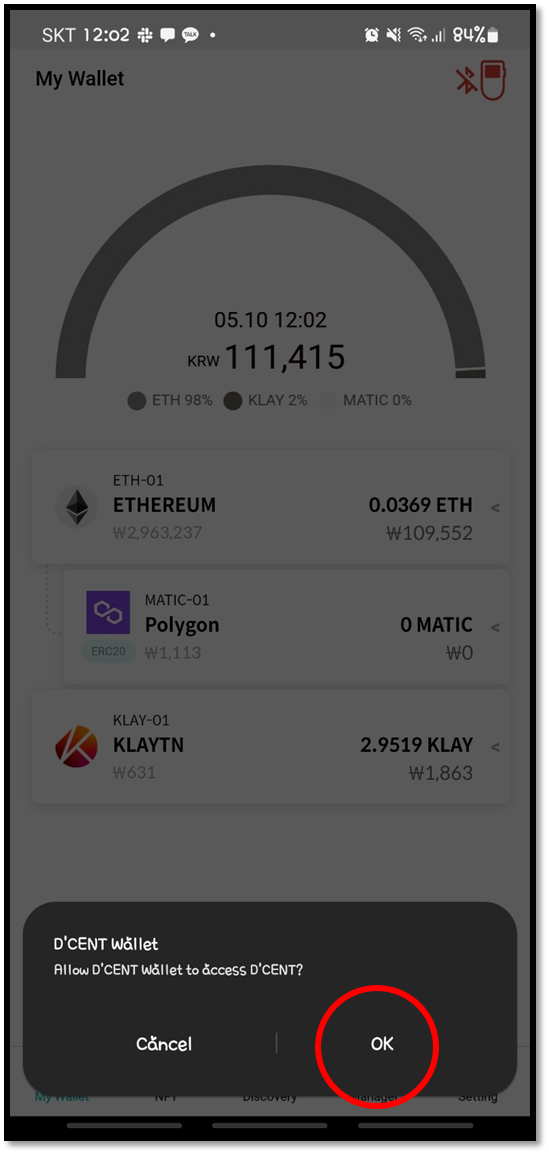 SKT 12:02 TALK 84%
My Wallet
05.10 12:02
KRW 111,415
ETH 98% KLAY 2% MATIC 0%
ETH-01
ETHEREUM 0.0369 ETH <
₩2,963,237 ₩109,552
MATIC-01
Polygon 0 MATIC <
ERC20 ₩1,113 ₩0
KLAY-01
KLAYTN 2.9519 KLAY <
₩631 ₩1,863
D'CENT Wallet
Allow D'CENT Wallet to access D'CENT?
Cancel OK
My Wallet NFT Discovery Manager Setting